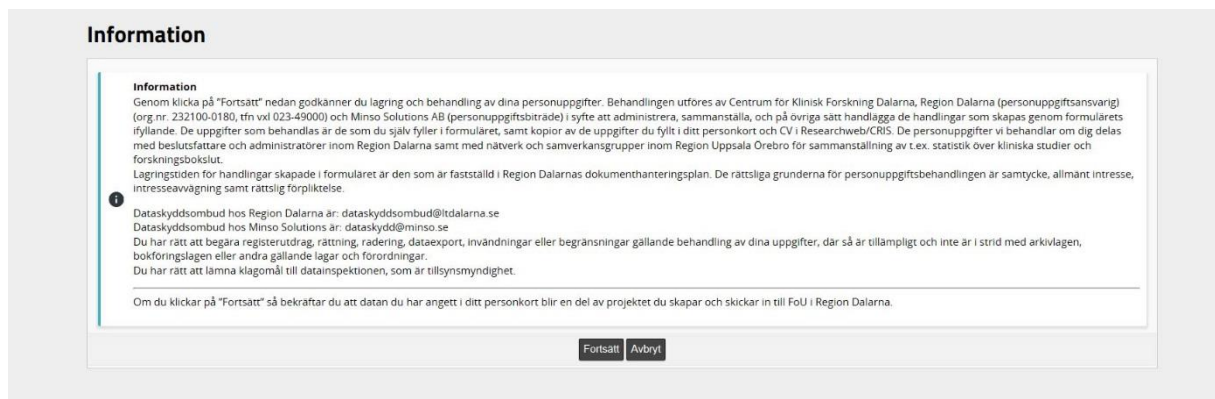 Information
Information
Genom klicka på "Fortsätt" nedan godkänner du lagring och behandling av dina personuppgifter. Behandlingen utföres av Centrum för Klinisk Forskning Dalarna, Region Dalarna (personuppgiftsansvarig)
(org.nr. 232100-0180, tfn vxl 023-49000) och Minso Solutions AB (personuppgiftsbiträde) i syfte att administrera, sammanställa, och på övriga sätt handlägga de handlingar som skapas genom formulärets
ifyllande. De uppgifter som behandlas är de som du själv fyller i formuläret, samt kopior av de uppgifter du fyllt i ditt personkort och CV i Researchweb/CRIS. De personuppgifter vi behandlar om dig delas
med beslutsfattare och administratörer inom Region Dalarna samt med nätverk och samverkansgrupper inom Region Uppsala Örebro för sammanställning av t.ex. statistik över kliniska studier och
forskningsbokslut.
Lagringstiden för handlingar skapade i formuläret är den som är fastställd i Region Dalarnas dokumenthanteringsplan. De rättsliga grunderna för personuppgiftsbehandlingen är samtycke, allmänt intresse,
intresseavvägning samt rättslig förpliktelse.
Dataskyddsombud hos Region Dalarna är: dataskyddsombud@ltdalarna.se
Dataskyddsombud hos Minso Solutions är: dataskydd@minso.se
Du har rätt att begära registerutdrag, rättning, radering, dataexport, invändningar eller begränsningar gällande behandling av dina uppgifter, där så är tillämpligt och inte är i strid med arkivlagen,
bokföringslagen eller andra gällande lagar och förordningar.
Du har rätt att lämna klagomål till datainspektionen, som är tillsynsmyndighet.
Om du klickar på "Fortsätt" så bekräftar du att datan du har angett i ditt personkort blir en del av projektet du skapar och skickar in till FoU i Region Dalarna.
Fortsätt Avbryt